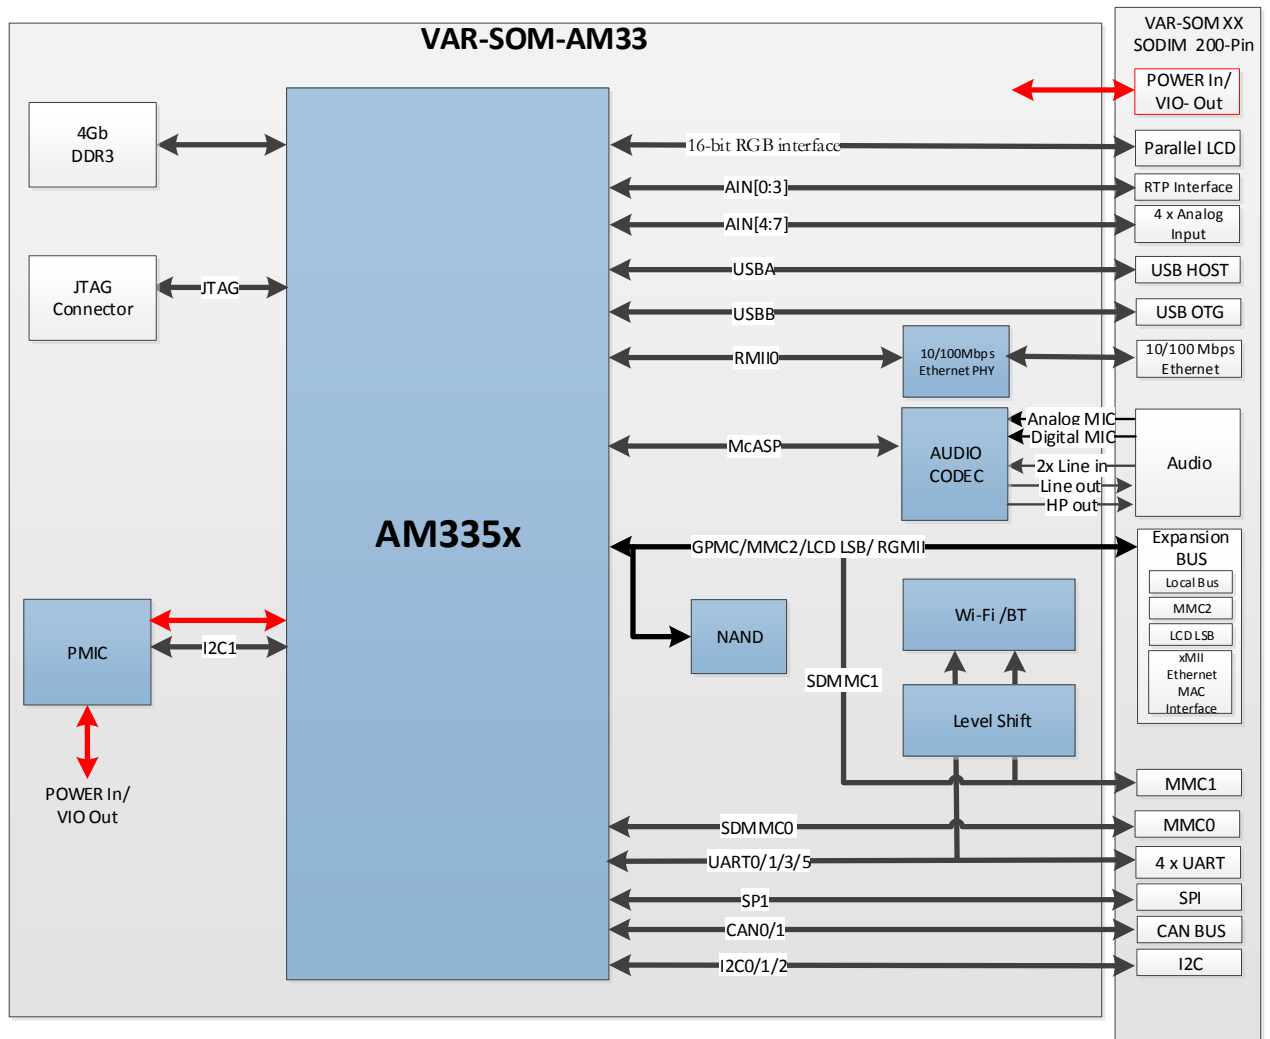 VAR-SOM-AM33
VAR-SOM XX
SODIM 200-Pin
POWER In/
VIO- Out
4Gb
DDR3
16-bit RGB interface
Parallel LCD
AIN[0:3]
RTP Interface
AIN[4:7]
4 x Analog
Input
JTAG
Connector
JTAG
USBA
USB HOST
USBB
USB OTG
RMII0
10/100Mbps
Ethernet PHY
10/100 Mbps
Ethernet
McASP
AUDIO
CODEC
Analog MIC
Digital MIC
2x Line in
Line out
HP out
Audio
AM335x
GPMC/MMC2/LCD LSB/ RGMII
Expansion
BUS
Local Bus
MMC2
LCD LSB
xMII
Ethernet
MAC
Interface
NAND
Wi-Fi /BT
SDMMC1
Level Shift
PMIC
I2C1
POWER In/
VIO Out
MMC1
SDMMC0
MMC0
UART0/1/3/5
4 x UART
SP1
SPI
CAN0/1
CAN BUS
I2C0/1/2
I2C